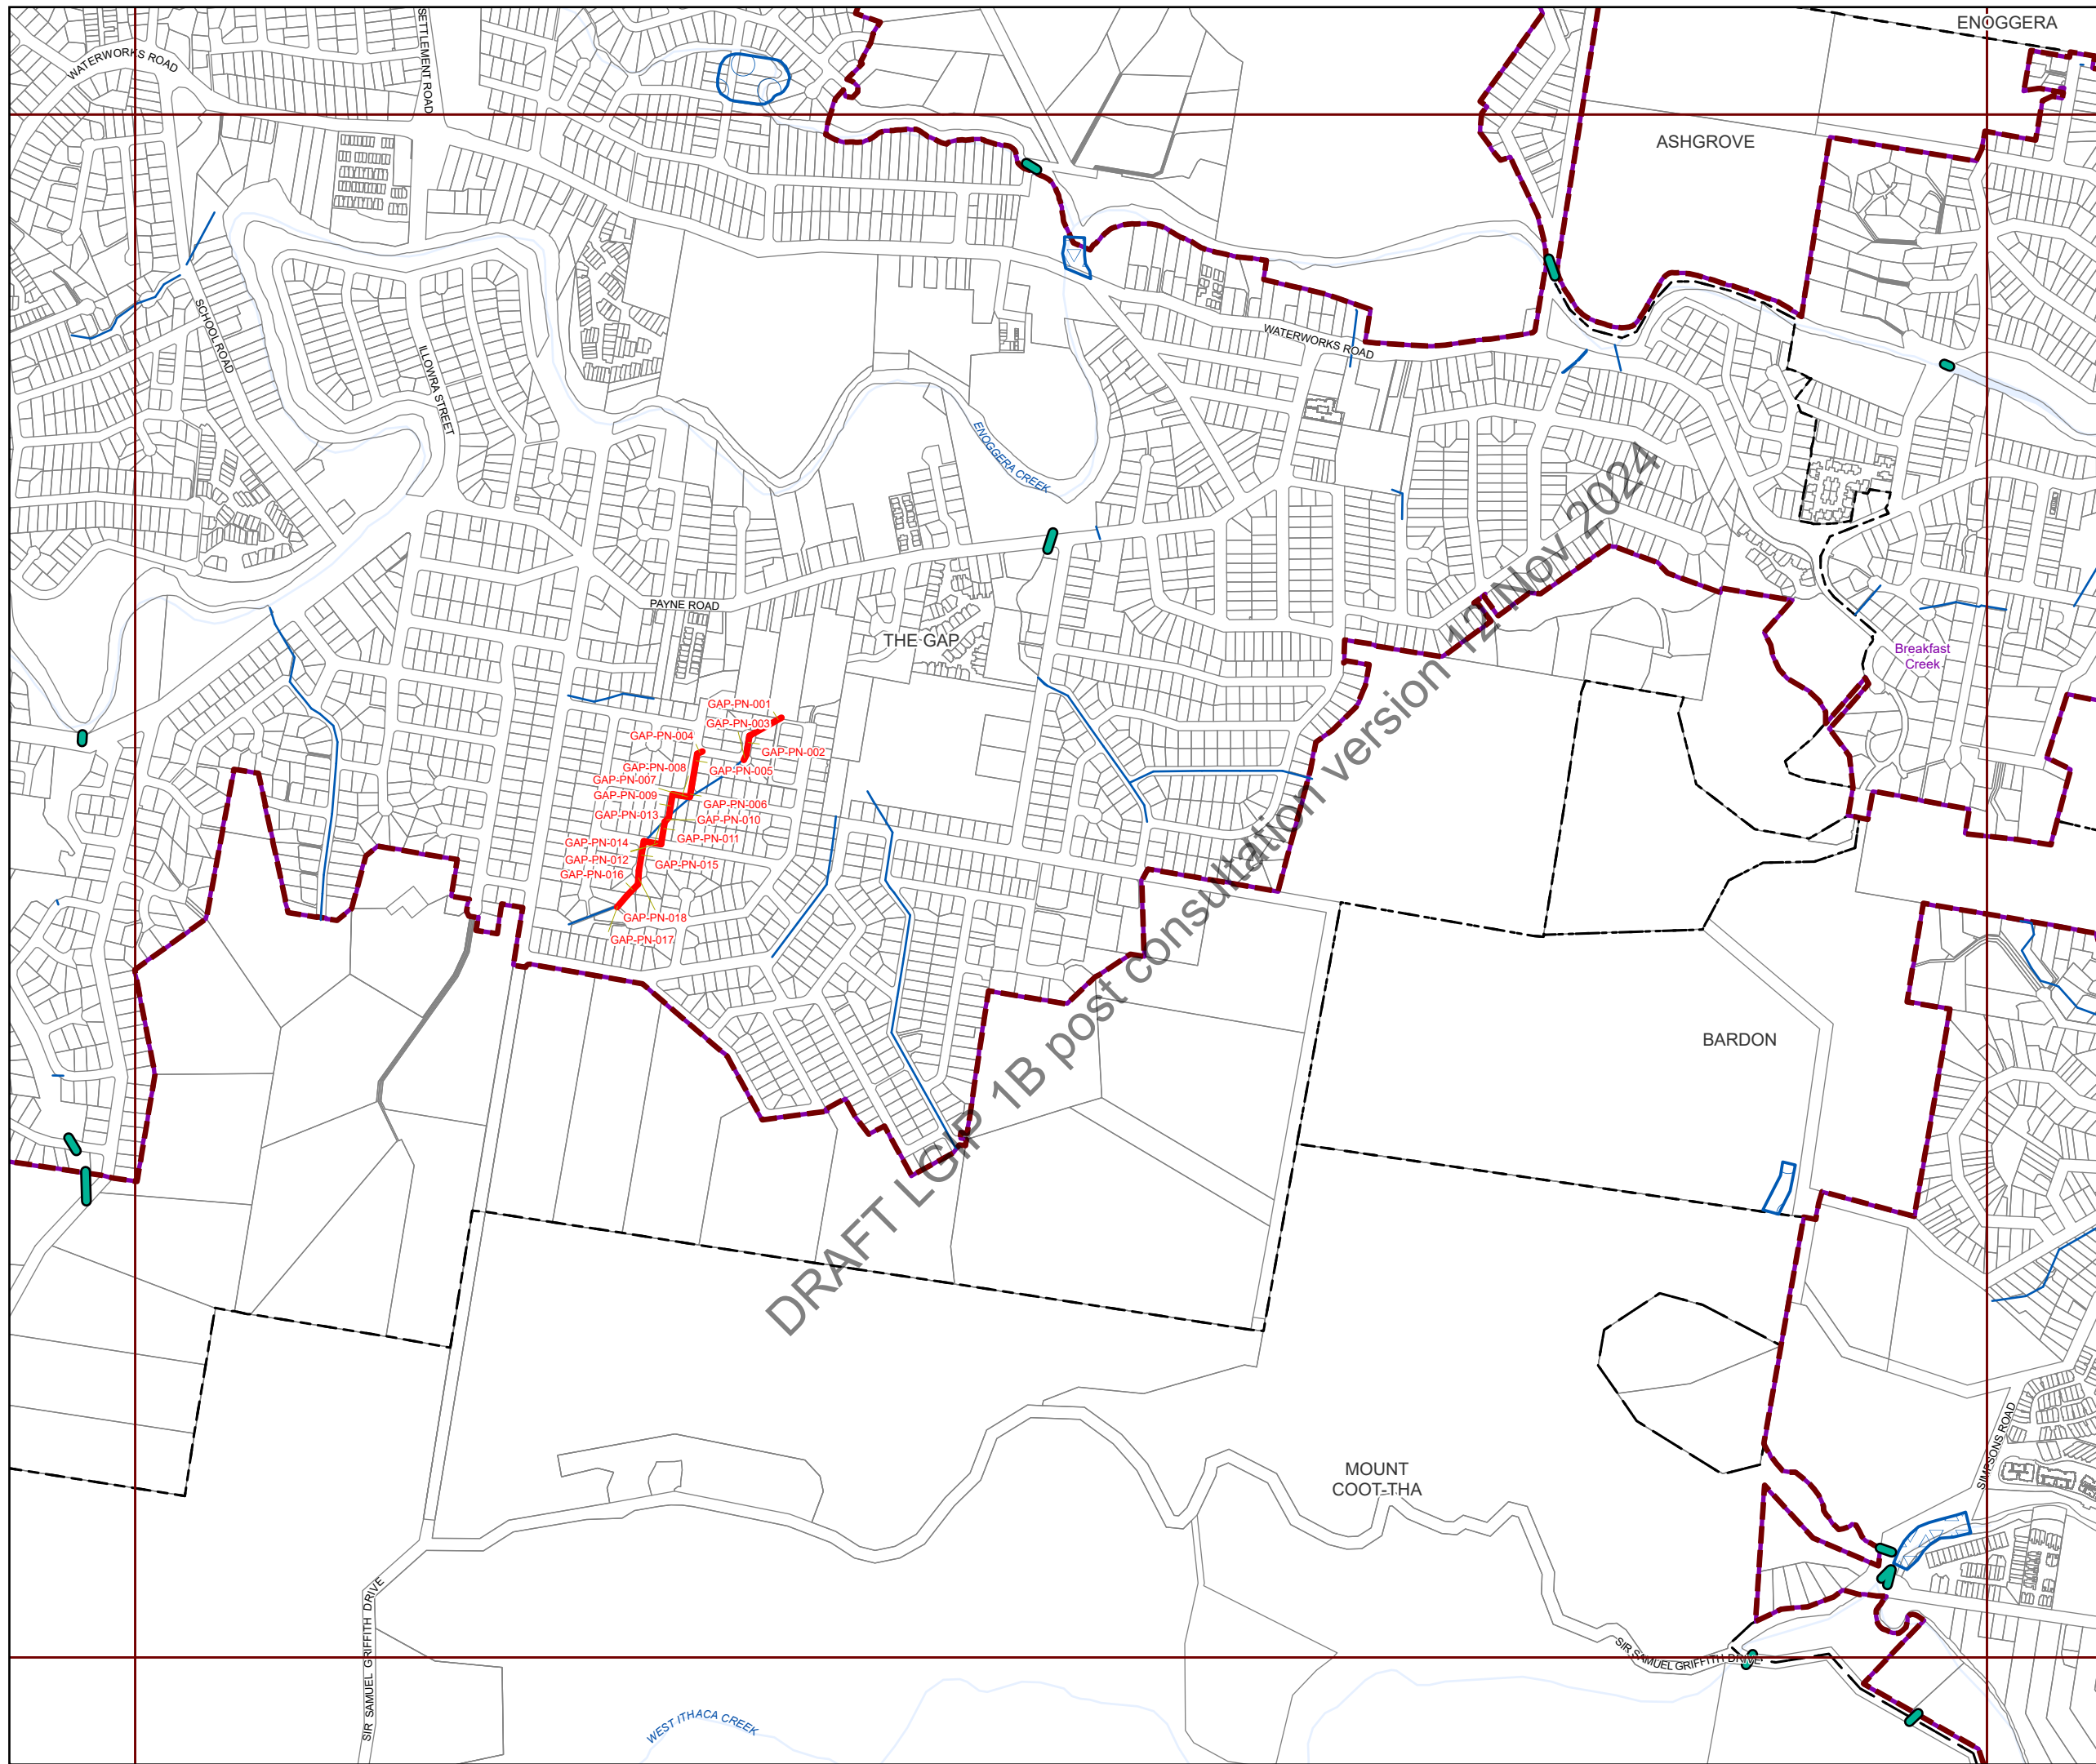 ENOGGERA
SETTLEMENT ROAD
WATERWORKS ROAD
ASHGROVE
SCHOOL ROAD
ILLOWRA STREET
WATERWORKS ROAD
ENOGGERA CREEK
PAYNE ROAD
THE GAP
Breakfast
Creek
GAP-PN-001
GAP-PN-003
GAP-PN-004
GAP-PN-002
GAP-PN-008
GAP-PN-005
GAP-PN-007
GAP-PN-009
GAP-PN-006
GAP-PN-013
GAP-PN-010
GAP-PN-014
GAP-PN-011
GAP-PN-012
GAP-PN-015
GAP-PN-016
GAP-PN-018
GAP-PN-017
DRAFT LGIP 1B post consultation version 12 Nov 2024
BARDON
SIMPSONS ROAD
MOUNT
COOT-THA
SIR SAMUEL GRIFFITH DRIVE
SIR SAMUEL GRIFFITH DRIVE
WEST ITHACA CREEK